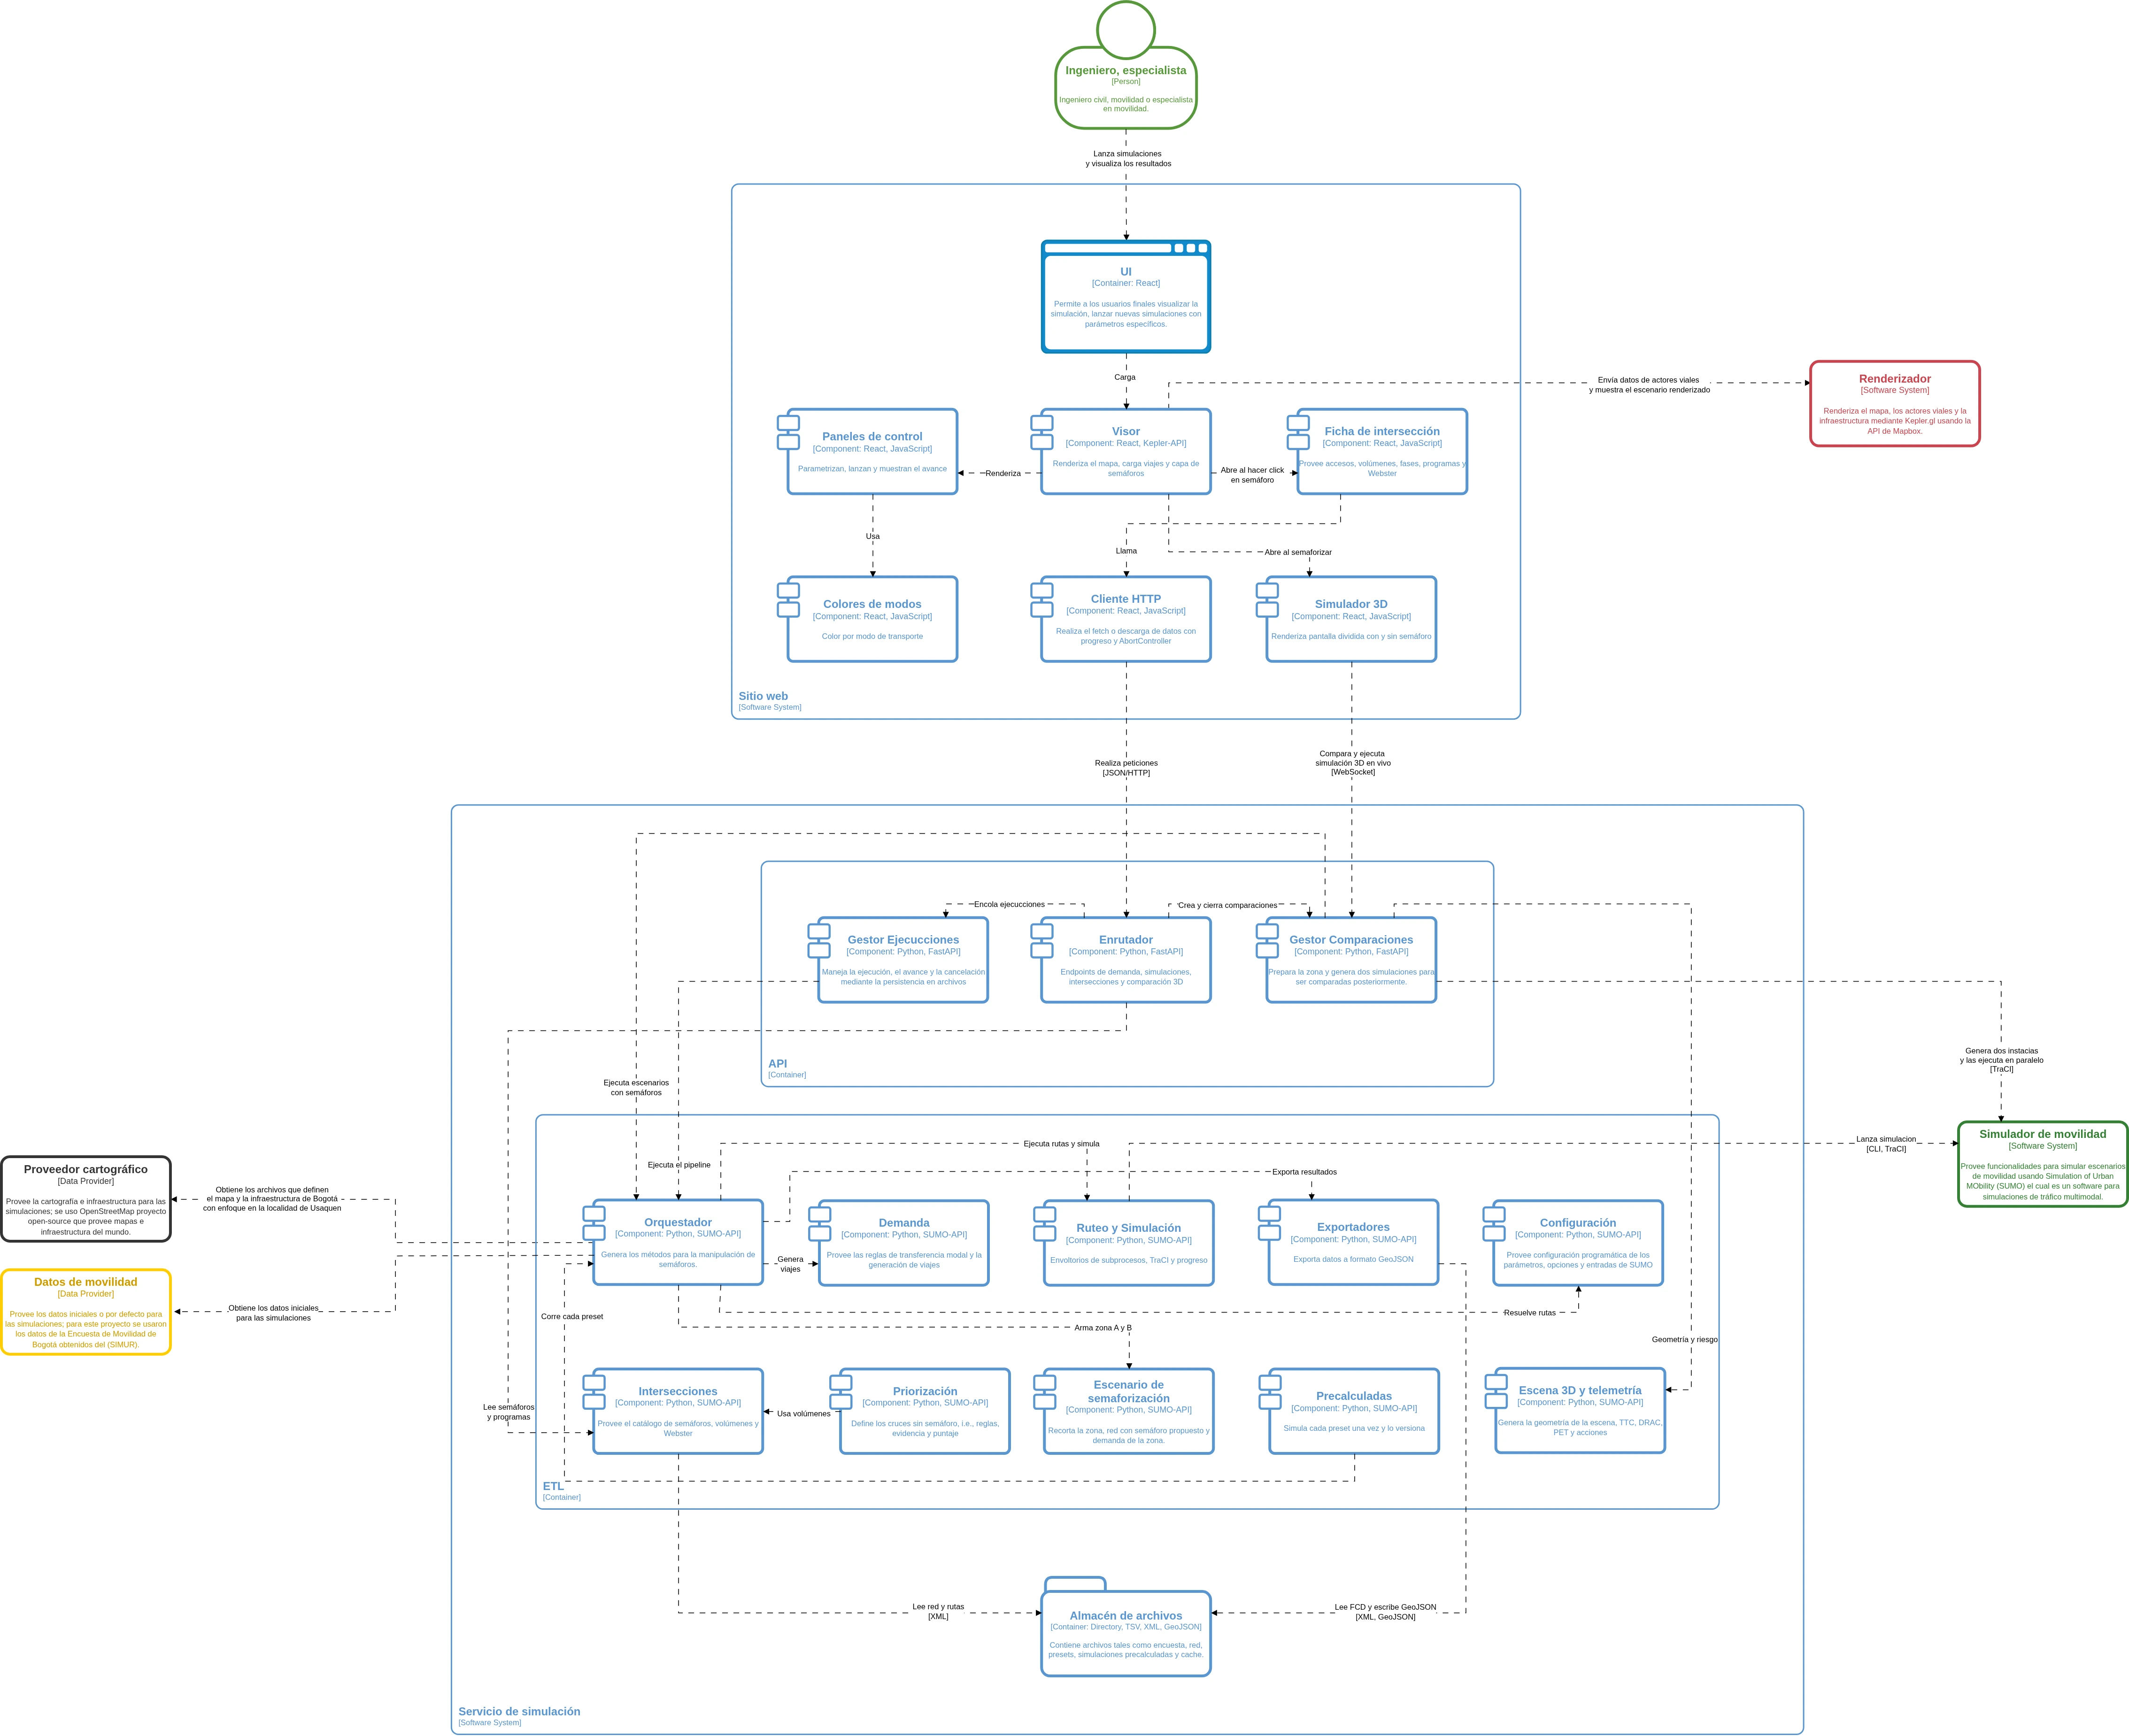 Ingeniero, especialista
[Person]
Ingeniero civil, movilidad o especialista
en movilidad.
Lanza simulaciones
y visualiza los resultados
UI
[Container: React]
Permite a los usuarios finales visualizar la
simulación, lanzar nuevas simulaciones con
parámetros específicos.
Carga
Envía datos de actores viales
y muestra el escenario renderizado
Renderizador
[Software System]
Renderiza el mapa, los actores viales y la
infraestructura mediante Kepler.gl usando la
API de Mapbox.
Paneles de control
[Component: React, JavaScript]
Parametrizan, lanzan y muestran el avance
Renderiza
Visor
[Component: React, Kepler-API]
Renderiza el mapa, carga viajes y capa de
semáforos
Abre al hacer click
en semáforo
Ficha de intersección
[Component: React, JavaScript]
Provee accesos, volúmenes, fases, programas y
Webster
Usa
Llama
Abre al semaforizar
Colores de modos
[Component: React, JavaScript]
Color por modo de transporte
Cliente HTTP
[Component: React, JavaScript]
Realiza el fetch o descarga de datos con
progreso y AbortController
Simulador 3D
[Component: React, JavaScript]
Renderiza pantalla dividida con y sin semáforo
Sitio web
[Software System]
Realiza peticiones
[JSON/HTTP]
Compara y ejecuta
simulación 3D en vivo
[WebSocket]
Encola ejecucciones
Crea y cierra comparaciones
Gestor Ejecucciones
[Component: Python, FastAPI]
Maneja la ejecución, el avance y la cancelación
mediante la persistencia en archivos
Enrutador
[Component: Python, FastAPI]
Endpoints de demanda, simulaciones,
intersecciones y comparación 3D
Gestor Comparaciones
[Component: Python, FastAPI]
Prepara la zona y genera dos simulaciones para
ser comparadas posteriormente.
API
[Container]
Genera dos instacias
y las ejecuta en paralelo
[TraCI]
Ejecuta escenarios
con semáforos
Ejecuta el pipeline
Ejecuta rutas y simula
Exporta resultados
Lanza simulacion
[CLI, TraCI]
Simulador de movilidad
[Software System]
Provee funcionalidades para simular escenarios
de movilidad usando Simulation of Urban
MObility (SUMO) el cual es un software para
simulaciones de tráfico multimodal.
Proveedor cartográfico
[Data Provider]
Provee la cartografía e infraestructura para las
simulaciones; se uso OpenStreetMap proyecto
open-source que provee mapas e
infraestructura del mundo.
Obtiene los archivos que definen
el mapa y la infraestructura de Bogotá
con enfoque en la localidad de Usaquen
Orquestador
[Component: Python, SUMO-API]
Genera los métodos para la manipulación de
semáforos.
Genera
viajes
Demanda
[Component: Python, SUMO-API]
Provee las reglas de transferencia modal y la
generación de viajes
Ruteo y Simulación
[Component: Python, SUMO-API]
Envoltorios de subprocesos, TraCI y progreso
Exportadores
[Component: Python, SUMO-API]
Exporta datos a formato GeoJSON
Configuración
[Component: Python, SUMO-API]
Provee configuración programática de los
parámetros, opciones y entradas de SUMO
Datos de movilidad
[Data Provider]
Provee los datos iniciales o por defecto para
las simulaciones; para este proyecto se usaron
los datos de la Encuesta de Movilidad de
Bogotá obtenidos del (SIMUR).
Obtiene los datos iniciales
para las simulaciones
Corre cada preset
Resuelve rutas
Arma zona A y B
Geometría y riesgo
Lee semáforos
y programas
Intersecciones
[Component: Python, SUMO-API]
Provee el catálogo de semáforos, volúmenes y
Webster
Usa volúmenes
Priorización
[Component: Python, SUMO-API]
Define los cruces sin semáforo, i.e., reglas,
evidencia y puntaje
Escenario de
semaforización
[Component: Python, SUMO-API]
Recorta la zona, red con semáforo propuesto y
demanda de la zona.
Precalculadas
[Component: Python, SUMO-API]
Simula cada preset una vez y lo versiona
Escena 3D y telemetría
[Component: Python, SUMO-API]
Genera la geometría de la escena, TTC, DRAC,
PET y acciones
ETL
[Container]
Lee red y rutas
[XML]
Lee FCD y escribe GeoJSON
[XML, GeoJSON]
Almacén de archivos
[Container: Directory, TSV, XML, GeoJSON]
Contiene archivos tales como encuesta, red,
presets, simulaciones precalculadas y cache.
Servicio de simulación
[Software System]